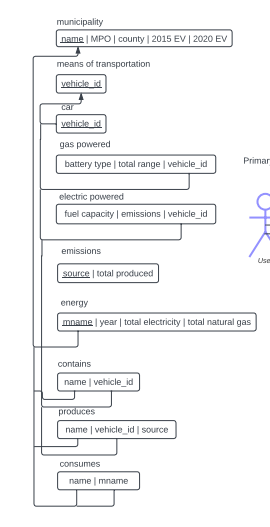 municipality
name | MPO | county | 2015 EV | 2020 EV
means of transportation
vehicle_id
car
vehicle_id
gas powered
battery type | total range | vehicle_id
Primar
electric powered
fuel capacity | emissions | vehicle_id
emissions
Use
source | total produced
energy
mname | year | total electricity | total natural gas
contains
name | vehicle_id
produces
name | vehicle_id | source
consumes
name | mname